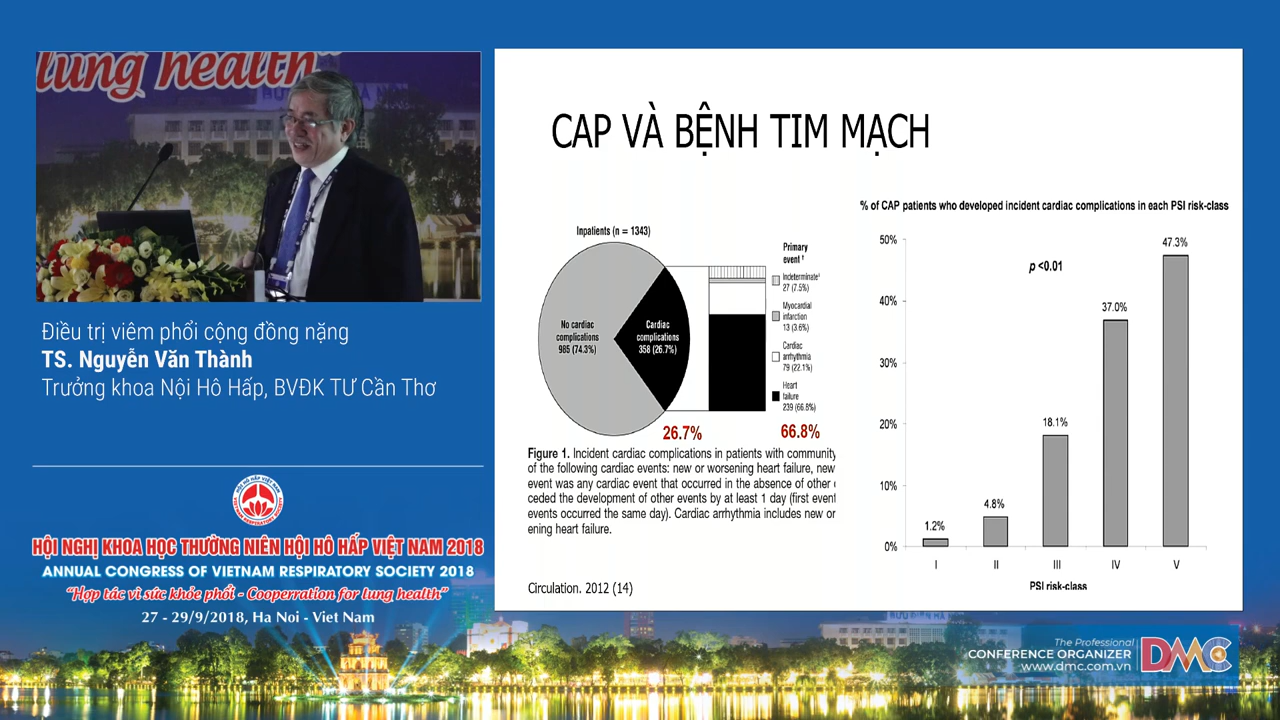 lung health"
Điều trị viêm phổi cộng đồng nặng
TS. Nguyễn Văn Thành
Trưởng khoa Nội Hô Hấp, BVĐK TƯ Cần Thơ
HỘI HÔ HẤP VIỆT NAM
VIETNAM RESPIRATORY SOCIETY
HỘI NGHỊ KHOA HỌC THƯỜNG NIÊN HỘI HÔ HẤP VIỆT NAM 2018
ANNUAL CONGRESS OF VIETNAM RESPIRATORY SOCIETY 2018
"Hợp tác vì sức khỏe phổi - Cooperration for lung health"
27 - 29/9/2018, Ha Noi - Viet Nam
CAP VÀ BỆNH TIM MẠCH
Inpatients (n = 1343)
No cardiac
complications
985 (74.3%)
Cardiac
complications
358 (26.7%)
Primary
event †
Indeterminate‡
27 (7.5%)
Myocardial
infarction
13 (3.6%)
Cardiac
arrhythmia
79 (22.1%)
Heart
failure
239 (66.8%)
26.7%
66.8%
Figure 1. Incident cardiac complications in patients with community
of the following cardiac events: new or worsening heart failure, new
event was any cardiac event that occurred in the absence of other
ceded the development of other events by at least 1 day (first event
events occurred the same day). Cardiac arrhythmia includes new or
ening heart failure.
Circulation. 2012 (14)
% of CAP patients who developed incident cardiac complications in each PSI risk-class
p <0.01
50%
40%
30%
20%
10%
0%
1.2%
4.8%
18.1%
37.0%
47.3%
I
II
III
IV
V
PSI risk-class
The Professional
CONFERENCE ORGANIZER
www.dmc.com.vn
DMC